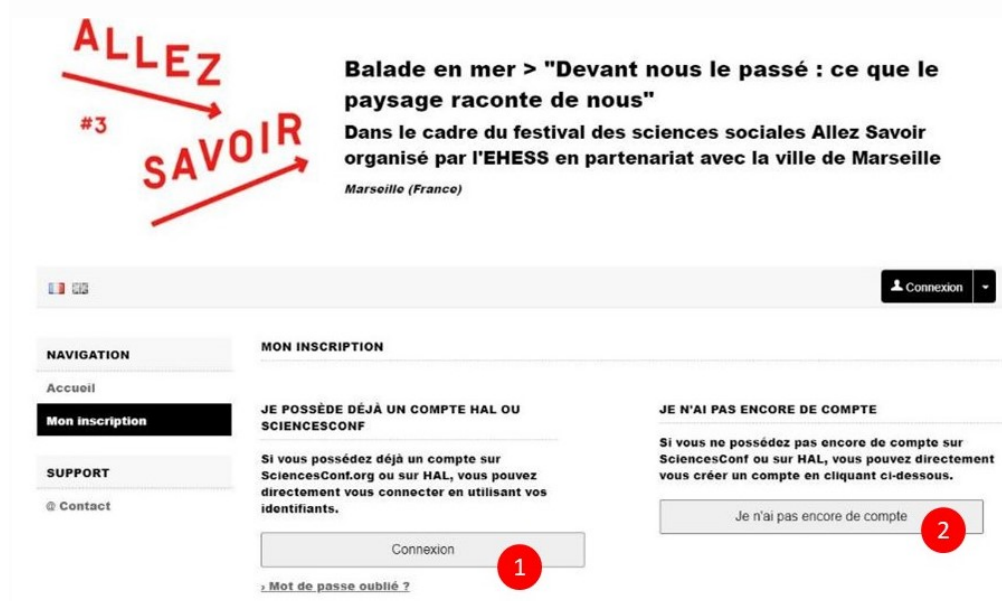 ALLEZ
#3
SAVOIR
Balade en mer > "Devant nous le passé : ce que le
paysage raconte de nous"
Dans le cadre du festival des sciences sociales Allez Savoir
organisé par l'EHESS en partenariat avec la ville de Marseille
Marseille (France)
Connexion
NAVIGATION
Accueil
Mon inscription
SUPPORT
@ Contact
MON INSCRIPTION
JE POSSÈDE DÉJÀ UN COMPTE HAL OU
SCIENCESCONF
Si vous possédez déjà un compte sur
SciencesConf.org ou sur HAL, vous pouvez
directement vous connecter en utilisant vos
identifiants.
Connexion
1
› Mot de passe oublié ?
JE N'AI PAS ENCORE DE COMPTE
Si vous ne possédez pas encore de compte sur
SciencesConf ou sur HAL, vous pouvez directement
vous créer un compte en cliquant ci-dessous.
Je n'ai pas encore de compte
2